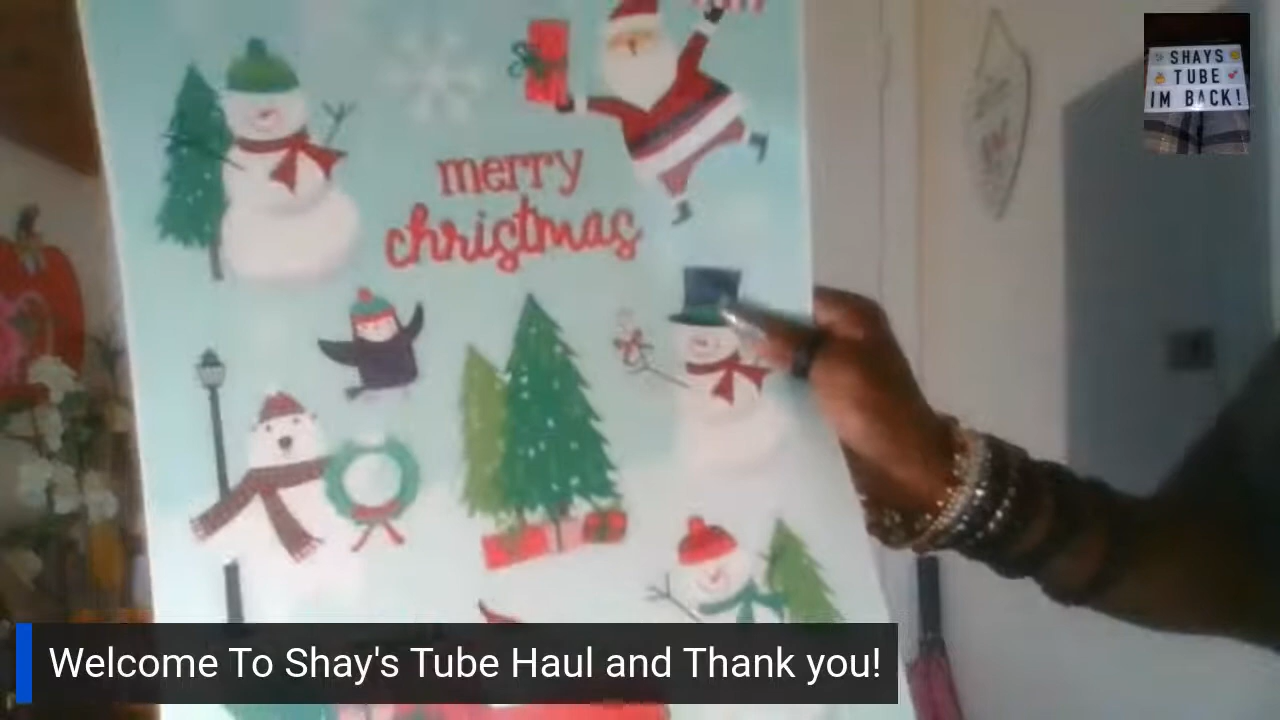 SHAYS
TUBE
IM BACK!
merry
christmas
Welcome To Shay's Tube Haul and Thank you!